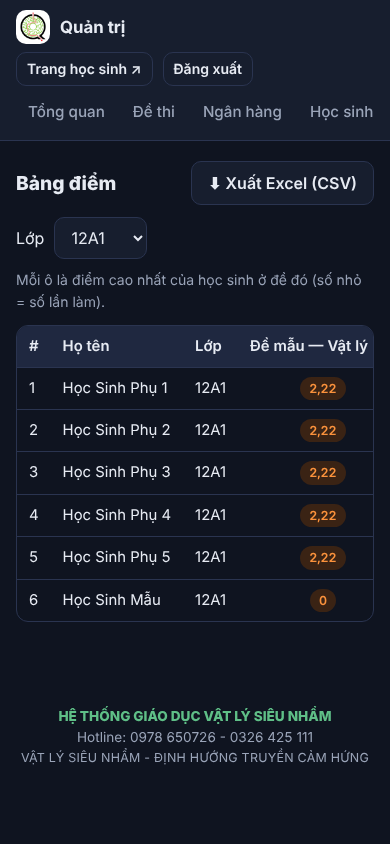 Quản trị
Trang học sinh ↗ Đăng xuất
Tổng quan Đề thi Ngân hàng Học sinh
Bảng điểm ⬇ Xuất Excel (CSV)
Lớp 12A1
Mỗi ô là điểm cao nhất của học sinh ở đề đó (số nhỏ
= số lần làm).
# Họ tên Lớp Đề mẫu — Vật lý
1 Học Sinh Phụ 1 12A1 2,22
2 Học Sinh Phụ 2 12A1 2,22
3 Học Sinh Phụ 3 12A1 2,22
4 Học Sinh Phụ 4 12A1 2,22
5 Học Sinh Phụ 5 12A1 2,22
6 Học Sinh Mẫu 12A1 0
HỆ THỐNG GIÁO DỤC VẬT LÝ SIÊU NHẨM
Hotline: 0978 650726 - 0326 425 111
VẬT LÝ SIÊU NHẨM - ĐỊNH HƯỚNG TRUYỀN CẢM HỨNG